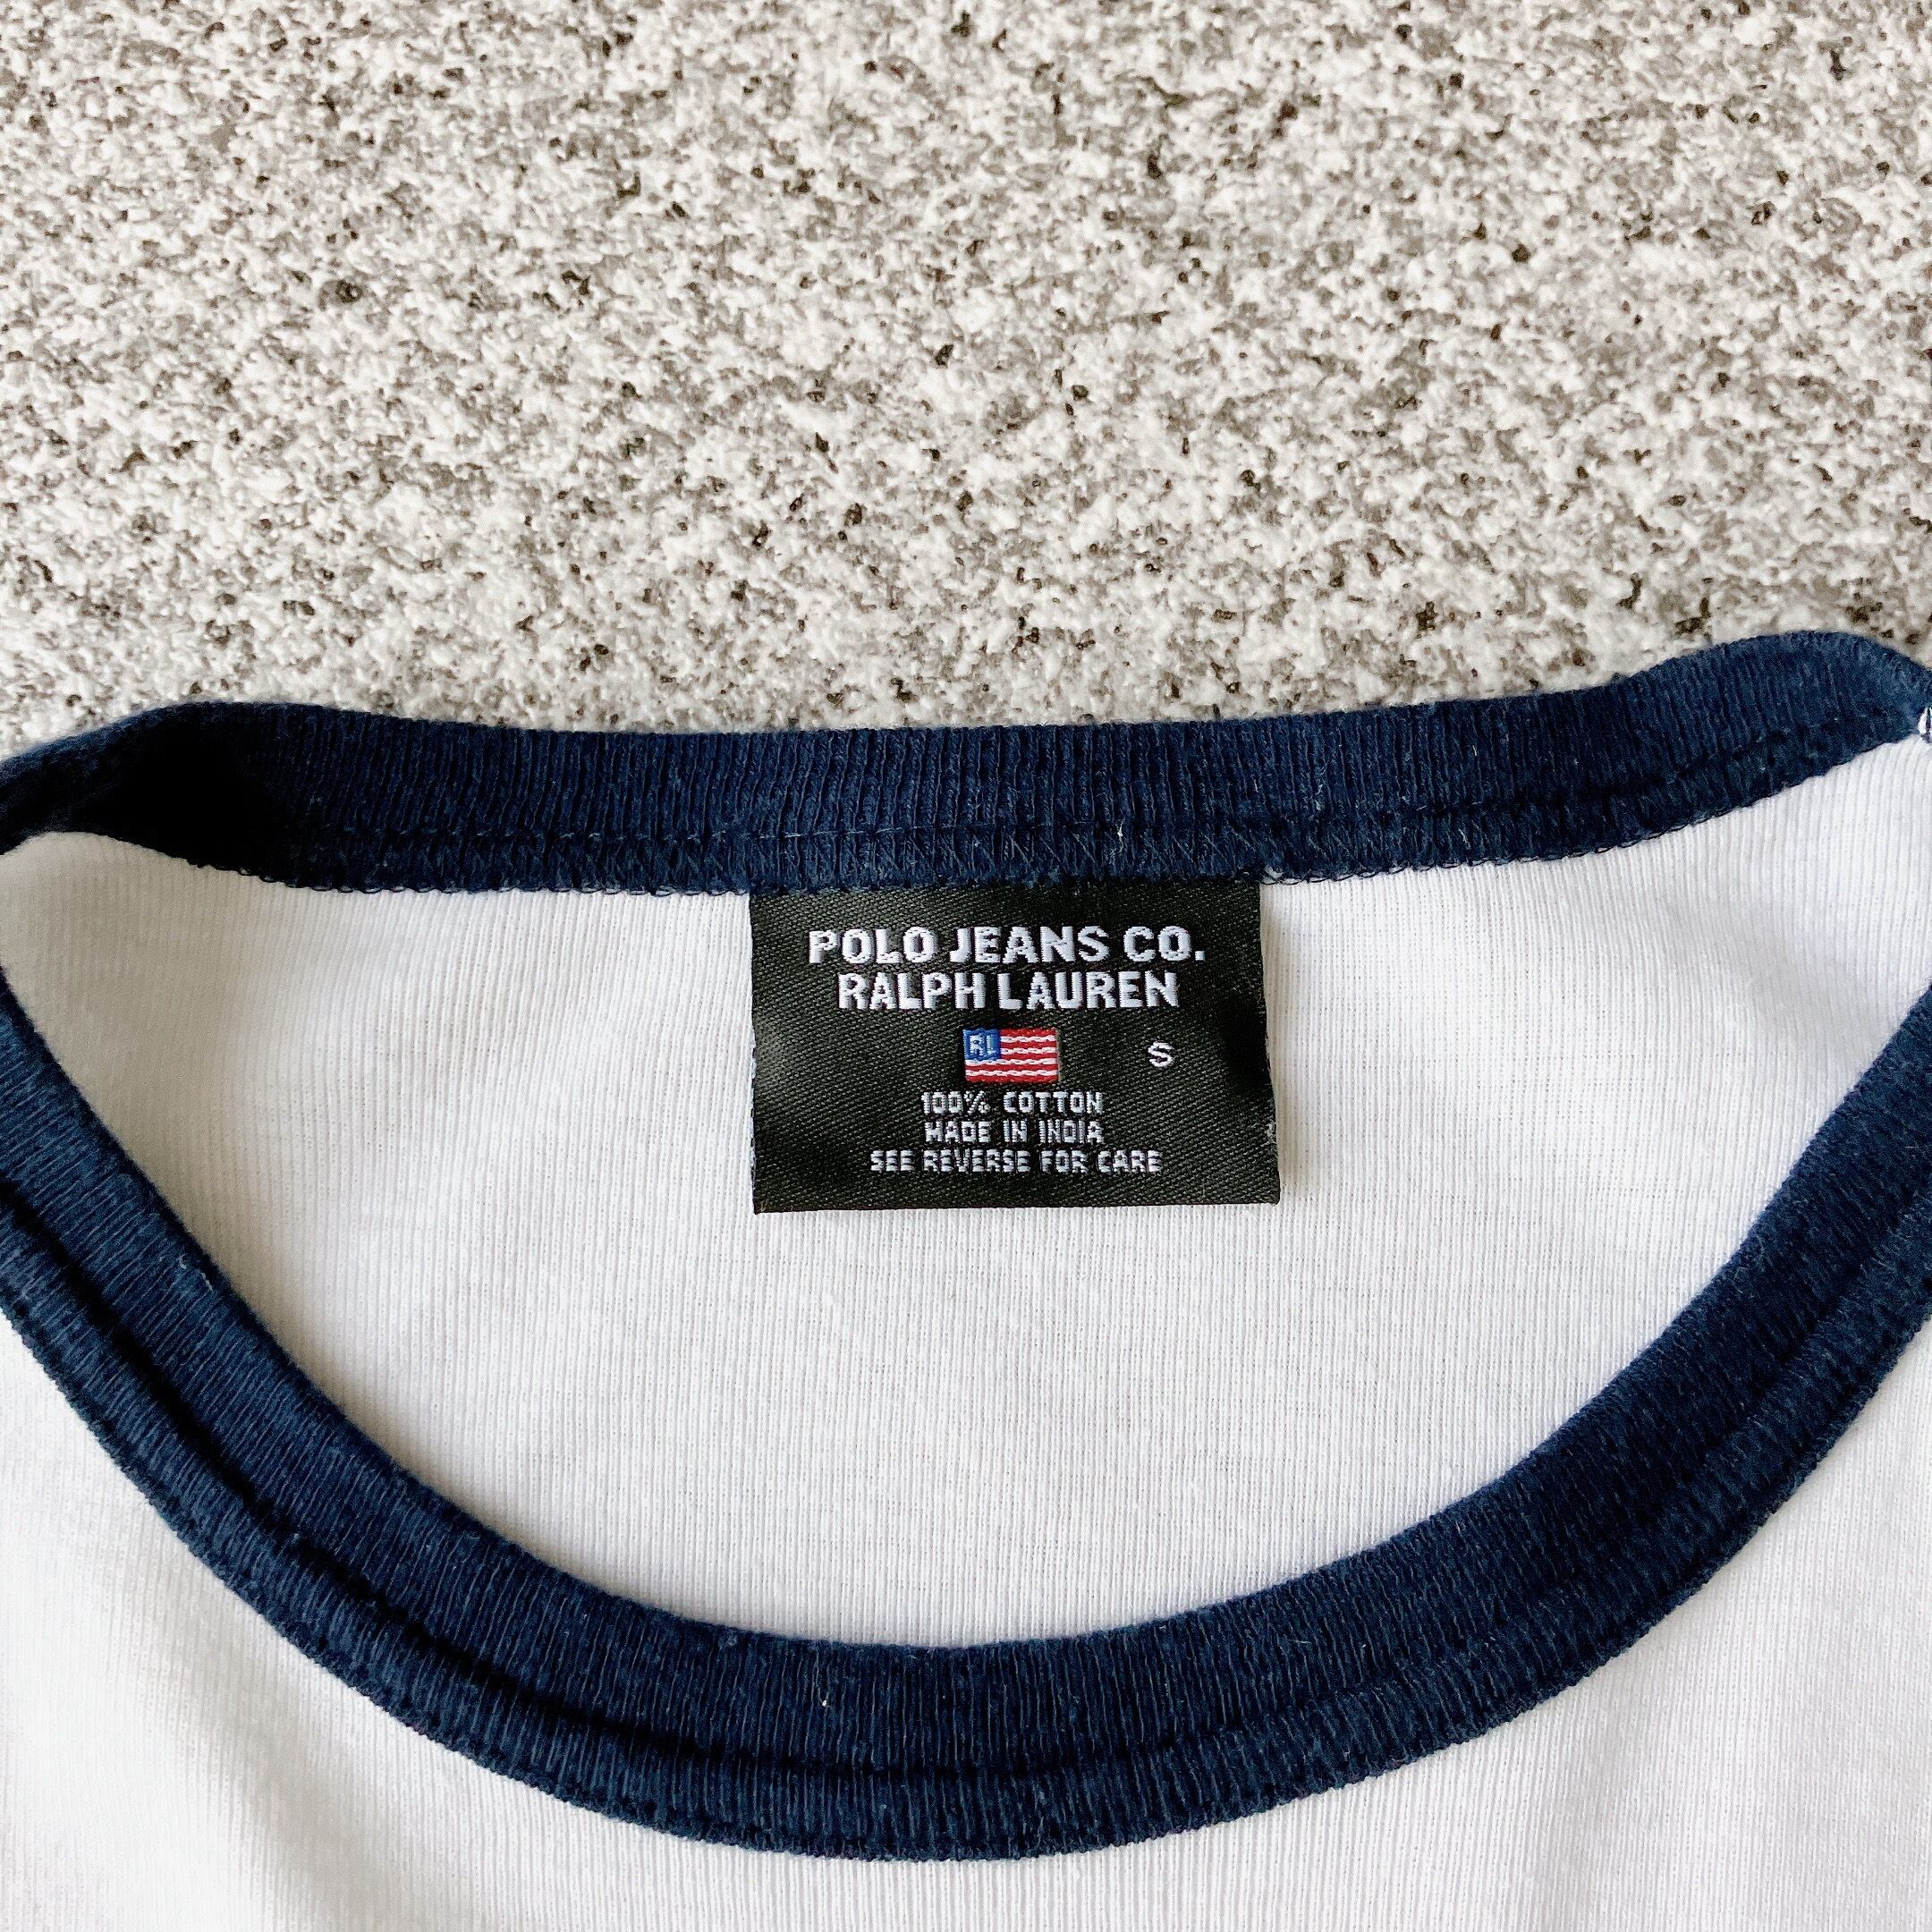 POLO JEANS CO.
RALPH LAUREN
RL
S
100% COTTON
MADE IN INDIA
SEE REVERSE FOR CARE